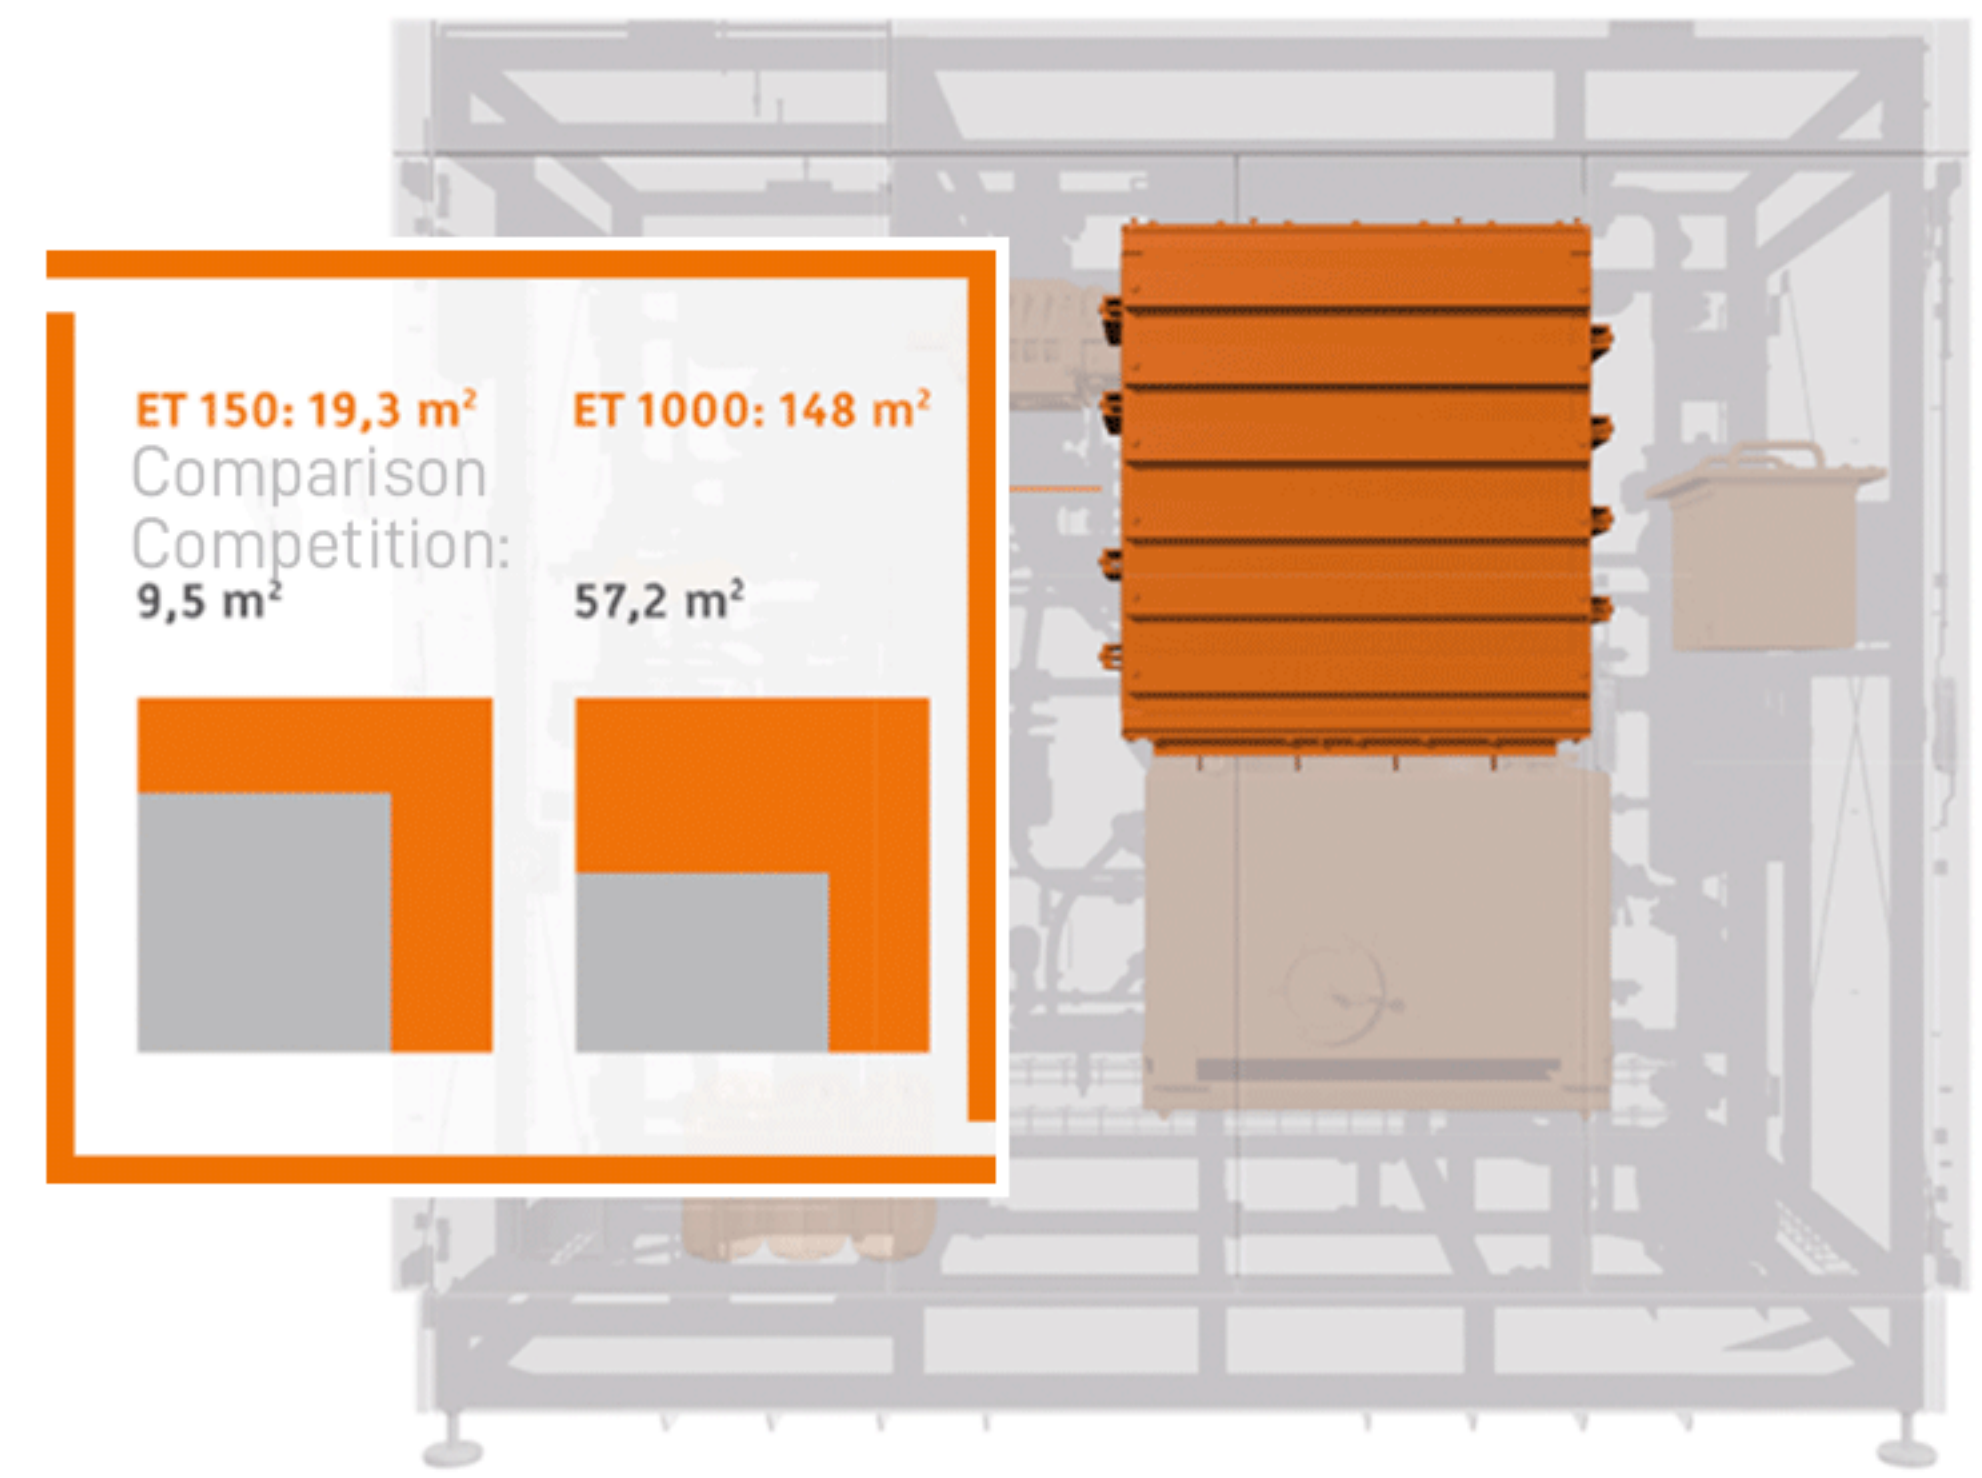 ET 150: 19,3 m² ET 1000: 148 m²
Comparison
Competition:
9,5 m² 57,2 m²